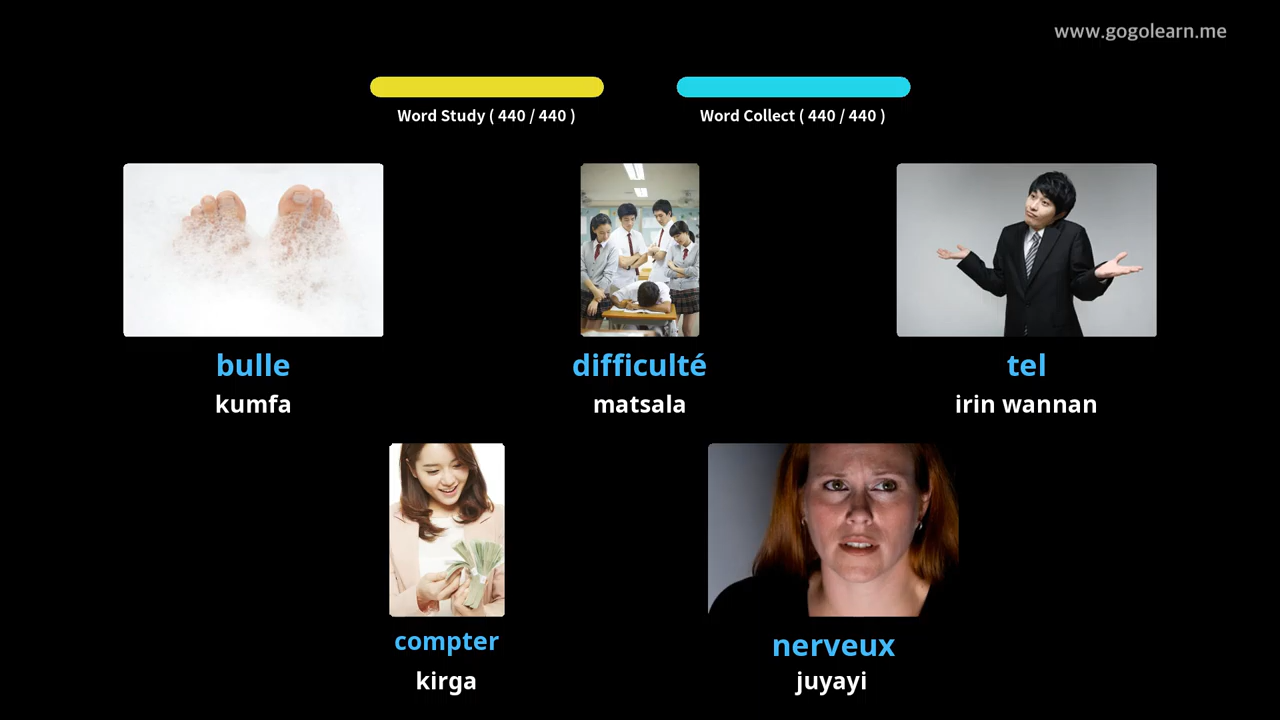 www.gogolearn.me
Word Study ( 440 / 440 )
Word Collect ( 440 / 440 )
bulle
kumfa
difficulté
matsala
tel
irin wannan
compter
kirga
nerveux
juyayi